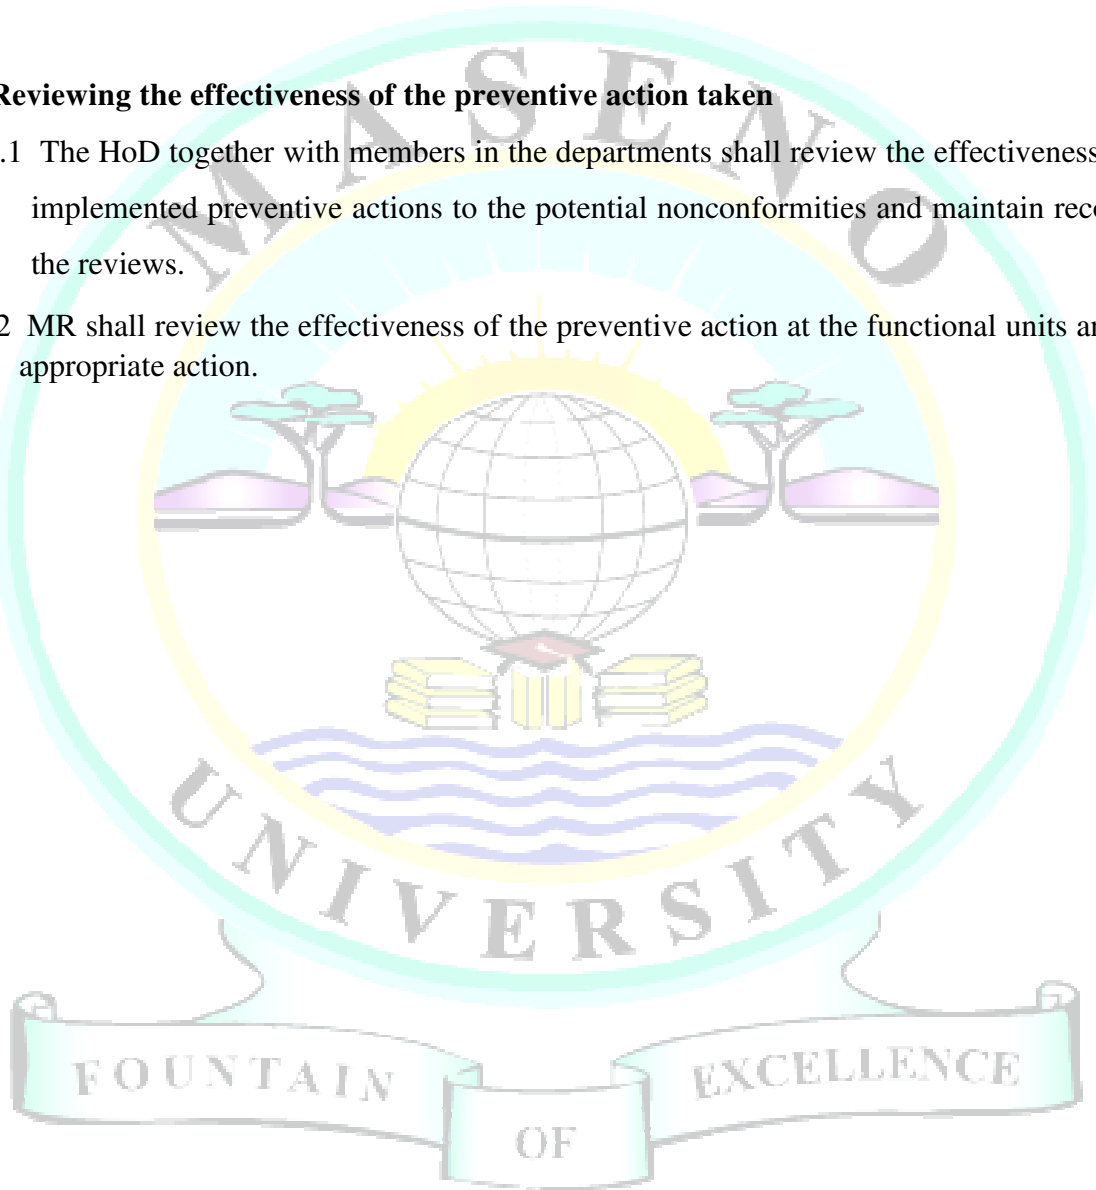 Reviewing the effectiveness of the preventive action taken
.1 The HoD together with members in the departments shall review the effectiveness
implemented preventive actions to the potential nonconformities and maintain
the reviews.
2 MR shall review the effectiveness of the preventive action at the functional units
appropriate action.
MASENO
UNIVERSITY
FOUNTAIN
OF
EXCELLENCE